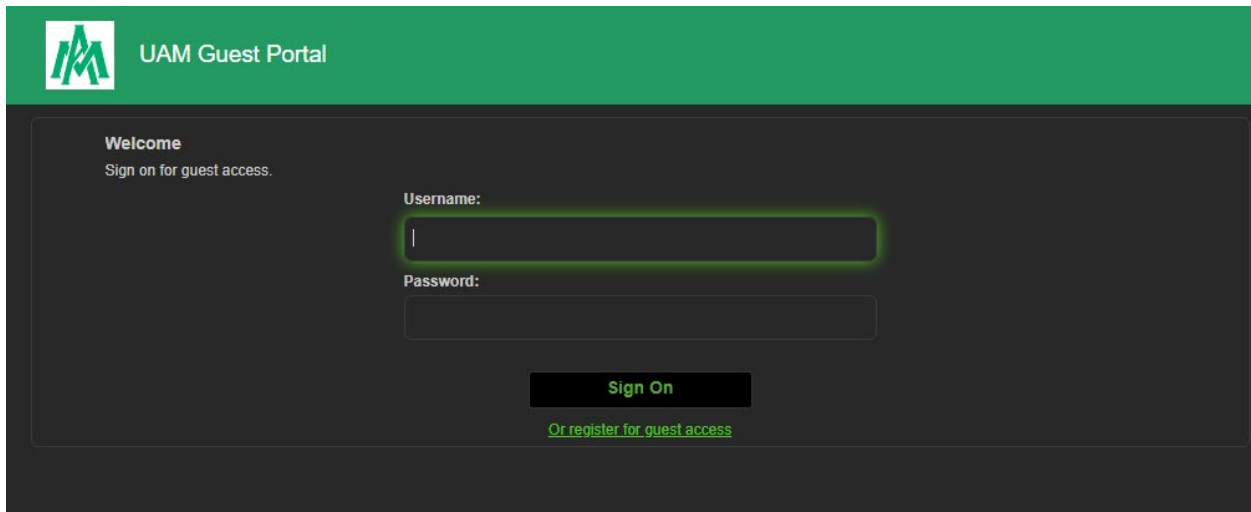 UAM Guest Portal
Welcome
Sign on for guest access.
Username:
Password:
Sign On
Or register for guest access